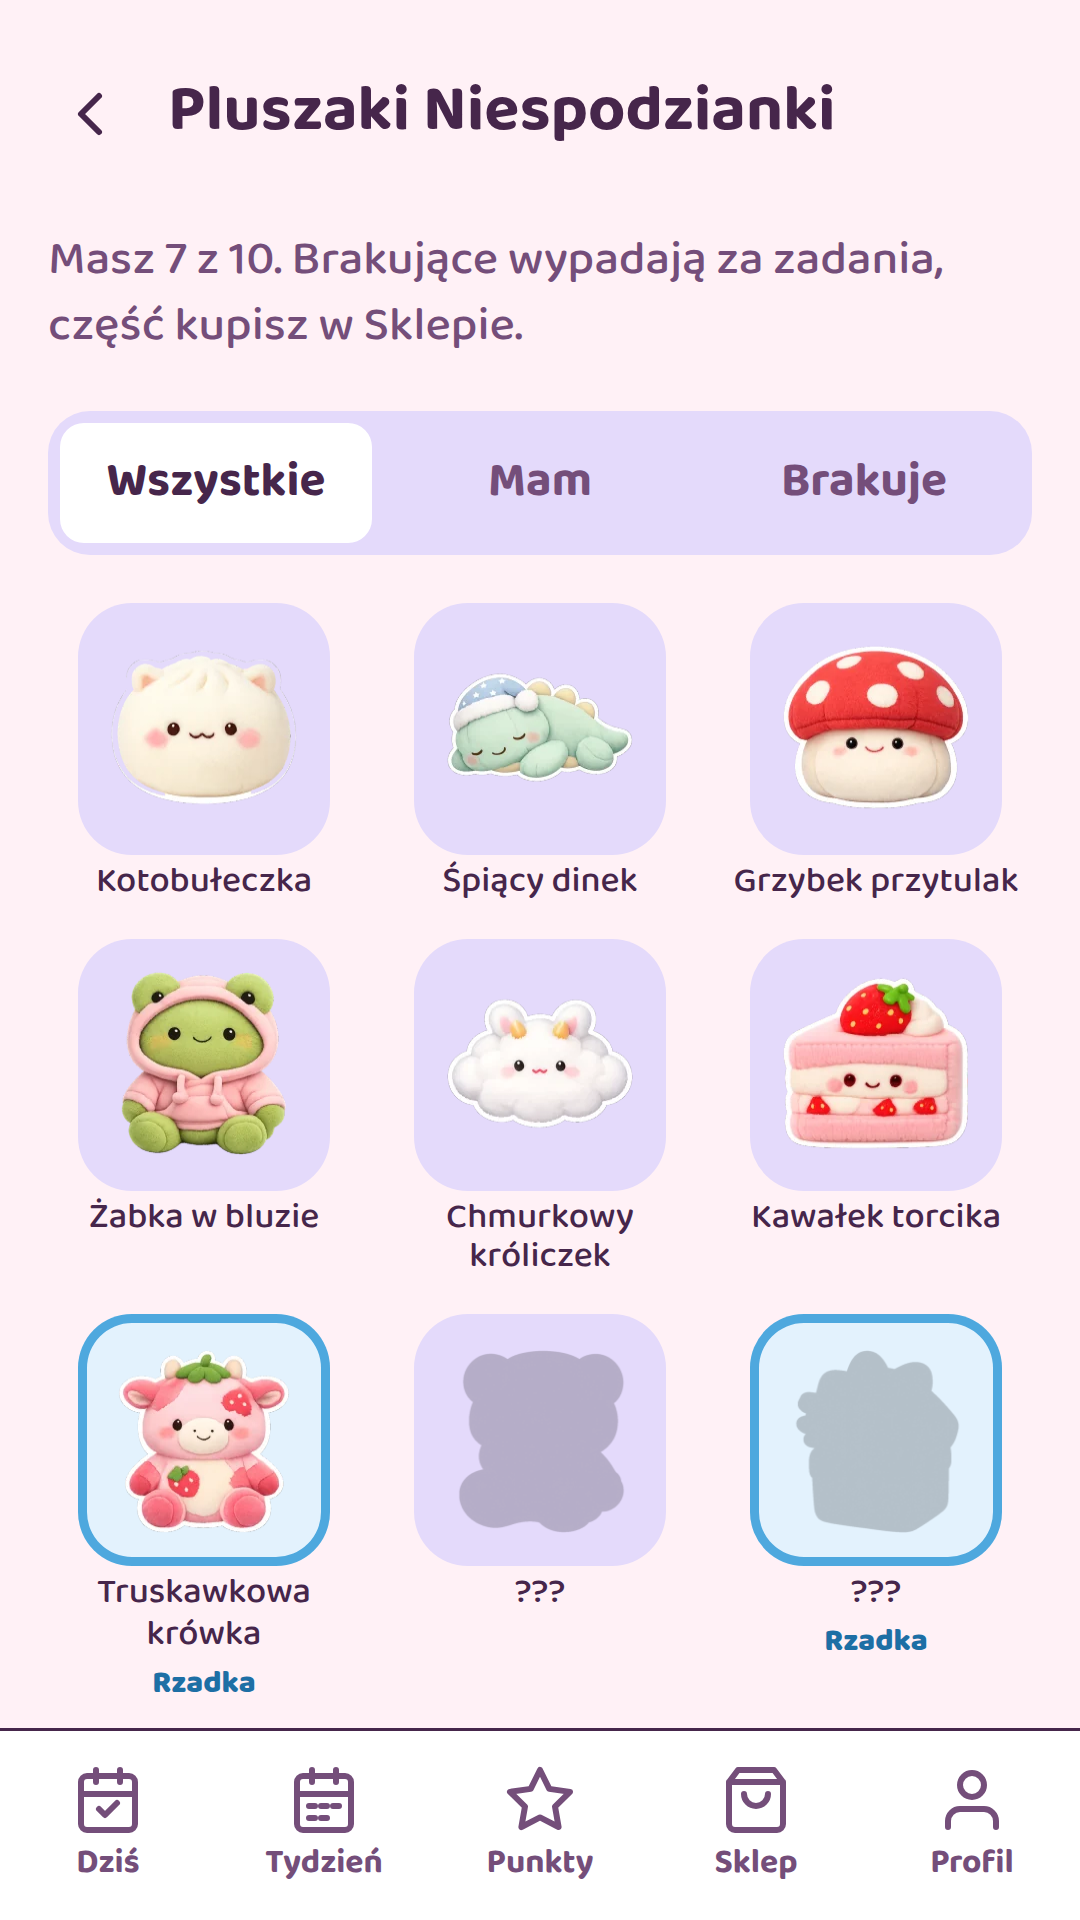 Pluszaki Niespodzianki
Masz 7 z 10. Brakujące wypadają za zadania,
część kupisz w Sklepie.
Wszystkie
Mam
Brakuje
Kotobułeczka
Śpiący dinek
Grzybek przytulak
Żabka w bluzie
Chmurkowy
króliczek
Kawałek torcika
Truskawkowa
krówka
Rzadka
???
???
Rzadka
Dziś
Tydzień
Punkty
Sklep
Profil